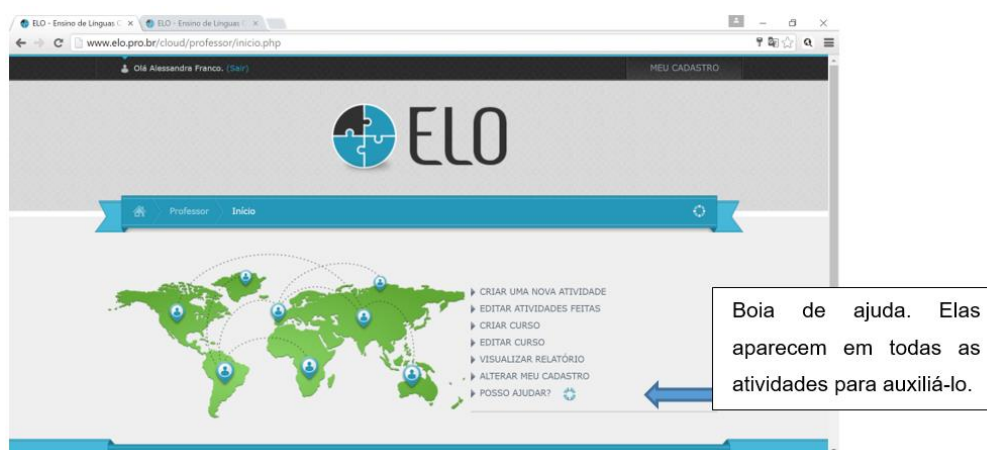 ELO - Ensino de Línguas C
ELO - Ensino de Línguas C
www.elo.pro.br/cloud/professor/inicio.php
Olá Alessandra Franco. (Sair)
MEU CADASTRO
ELO
Professor
Início
CRIAR UMA NOVA ATIVIDADE
EDITAR ATIVIDADES FEITAS
CRIAR CURSO
EDITAR CURSO
VISUALIZAR RELATÓRIO
ALTERAR MEU CADASTRO
POSSO AJUDAR?
Boia de ajuda. Elas
aparecem em todas as
atividades para auxiliá-lo.